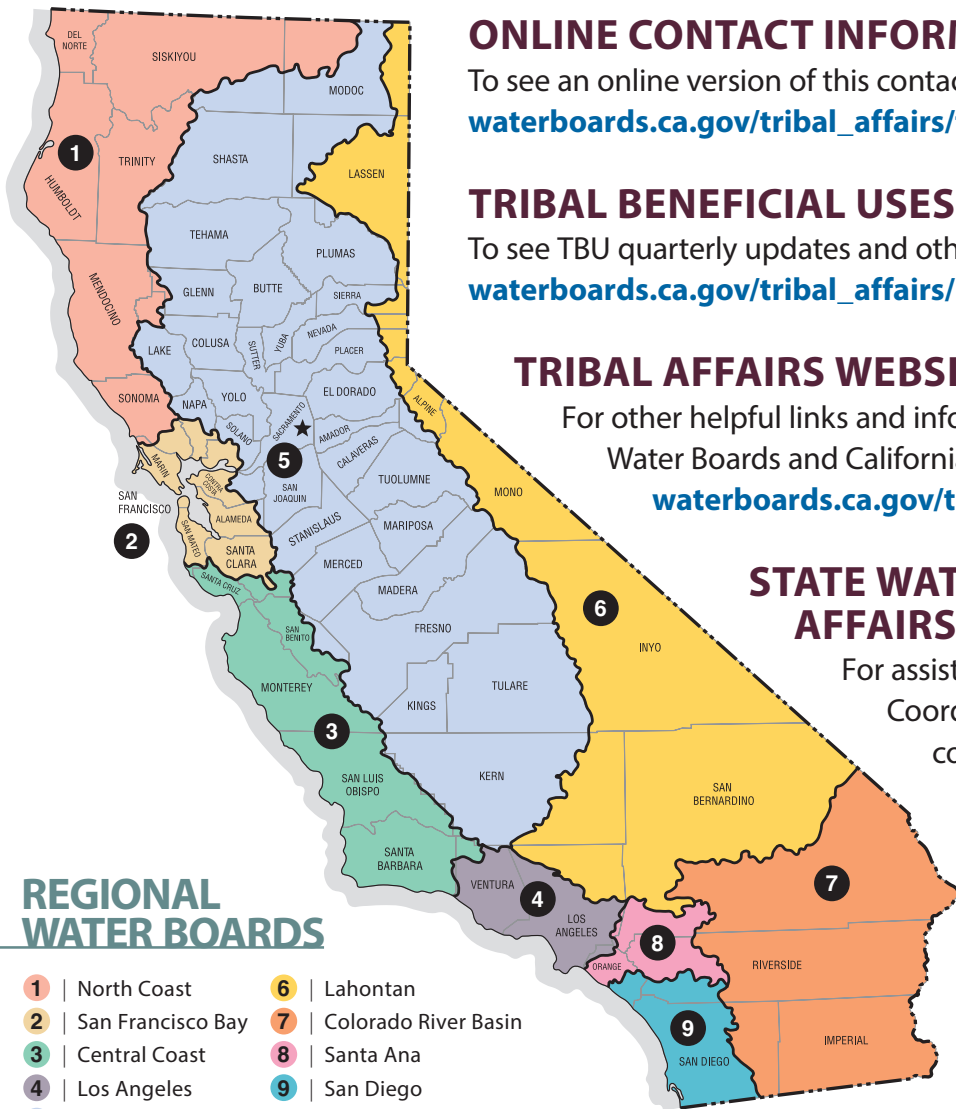 ONLINE CONTACT INFORM
To see an online version of this contac
waterboards.ca.gov/tribal_affairs/
TRIBAL BENEFICIAL USES
To see TBU quarterly updates and oth
waterboards.ca.gov/tribal_affairs/
TRIBAL AFFAIRS WEBSI
For other helpful links and info
Water Boards and California
waterboards.ca.gov/t
STATE WAT
AFFAIRS
For assist
Coord
co
DEL
NORTE
SISKIYOU
MODOC
1
TRINITY
SHASTA
LASSEN
HUMBOLDT
TEHAMA
PLUMAS
MENDOCINO
GLENN
BUTTE
SIERRA
LAKE
COLUSA
SUTTER
YUBA
NEVADA
PLACER
SONOMA
NAPA
YOLO
EL DORADO
ALPINE
SOLANO
SACRAMENTO
AMADOR
5
CALAVERAS
MARIN
CONTRA
COSTA
SAN
JOAQUIN
TUOLUMNE
MONO
SAN
FRANCISCO
2
SAN MATEO
ALAMEDA
STANISLAUS
MARIPOSA
SANTA
CLARA
MERCED
SANTA CRUZ
MADERA
6
SAN
BENITO
FRESNO
INYO
MONTEREY
KINGS
TULARE
3
SAN LUIS
OBISPO
KERN
SAN
BERNARDINO
SANTA
BARBARA
VENTURA
4
LOS
ANGELES
7
8
ORANGE
RIVERSIDE
9
SAN DIEGO
IMPERIAL
REGIONAL
WATER BOARDS
1 | North Coast
2 | San Francisco Bay
3 | Central Coast
4 | Los Angeles
6 | Lahontan
7 | Colorado River Basin
8 | Santa Ana
9 | San Diego